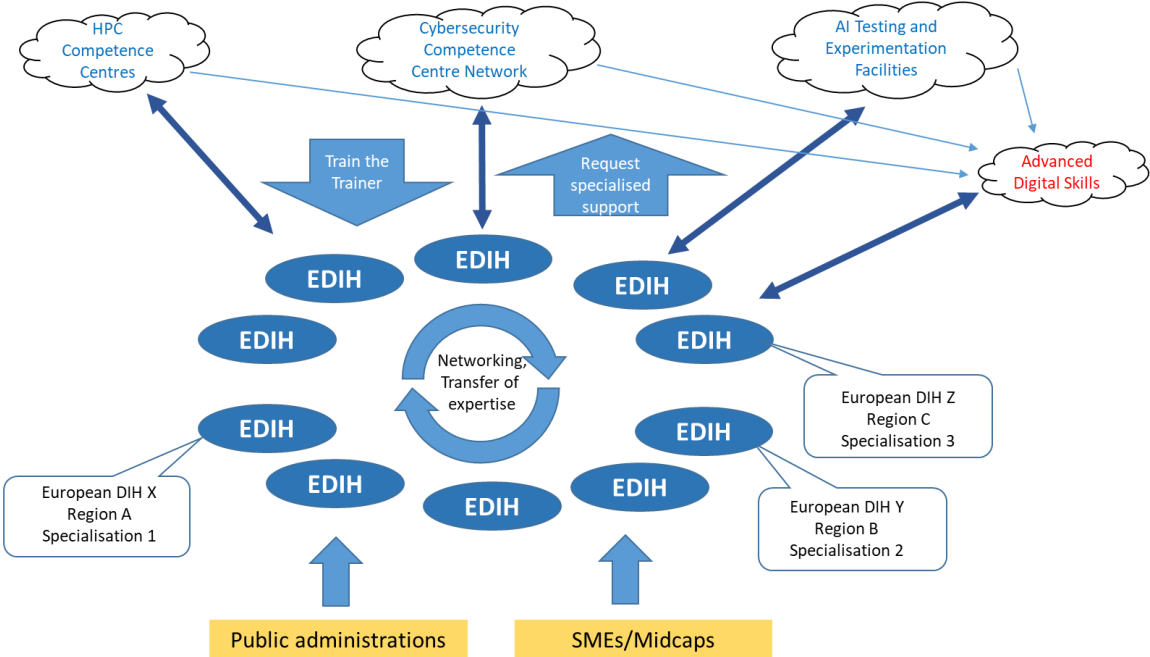 HPC
Competence
Centres
Cybersecurity
Competence
Centre Network
AI Testing and
Experimentation
Facilities
Advanced
Digital Skills
Train the
Trainer
Request
specialised
support
EDIH
EDIH
EDIH
EDIH
EDIH
Networking,
Transfer of
expertise
European DIH Z
Region C
Specialisation 3
EDIH
EDIH
EDIH
EDIH
EDIH
European DIH X
Region A
Specialisation 1
European DIH Y
Region B
Specialisation 2
Public administrations
SMEs/Midcaps